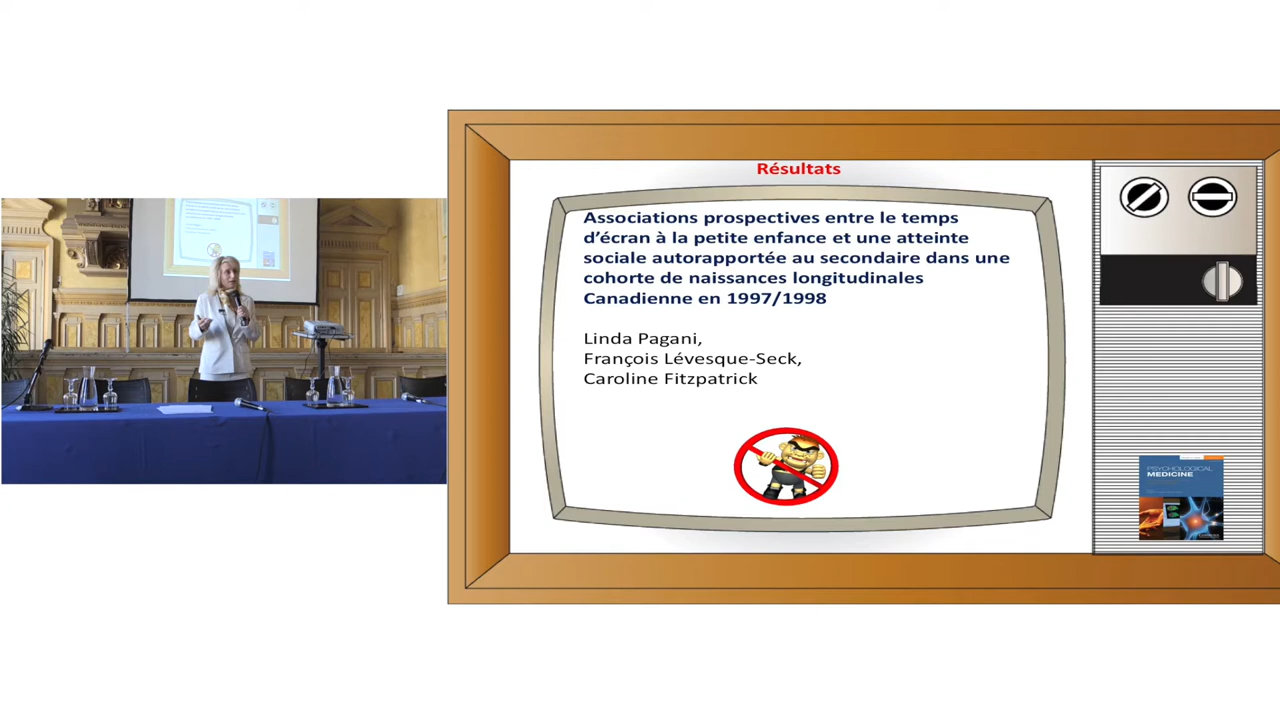 Résultats
Associations prospectives entre le temps
d’écran à la petite enfance et une atteinte
sociale autorapportée au secondaire dans une
cohorte de naissances longitudinales
Canadienne en 1997/1998
Linda Pagani,
François Lévesque-Seck,
Caroline Fitzpatrick
PSYCHOLOGICAL
MEDICINE